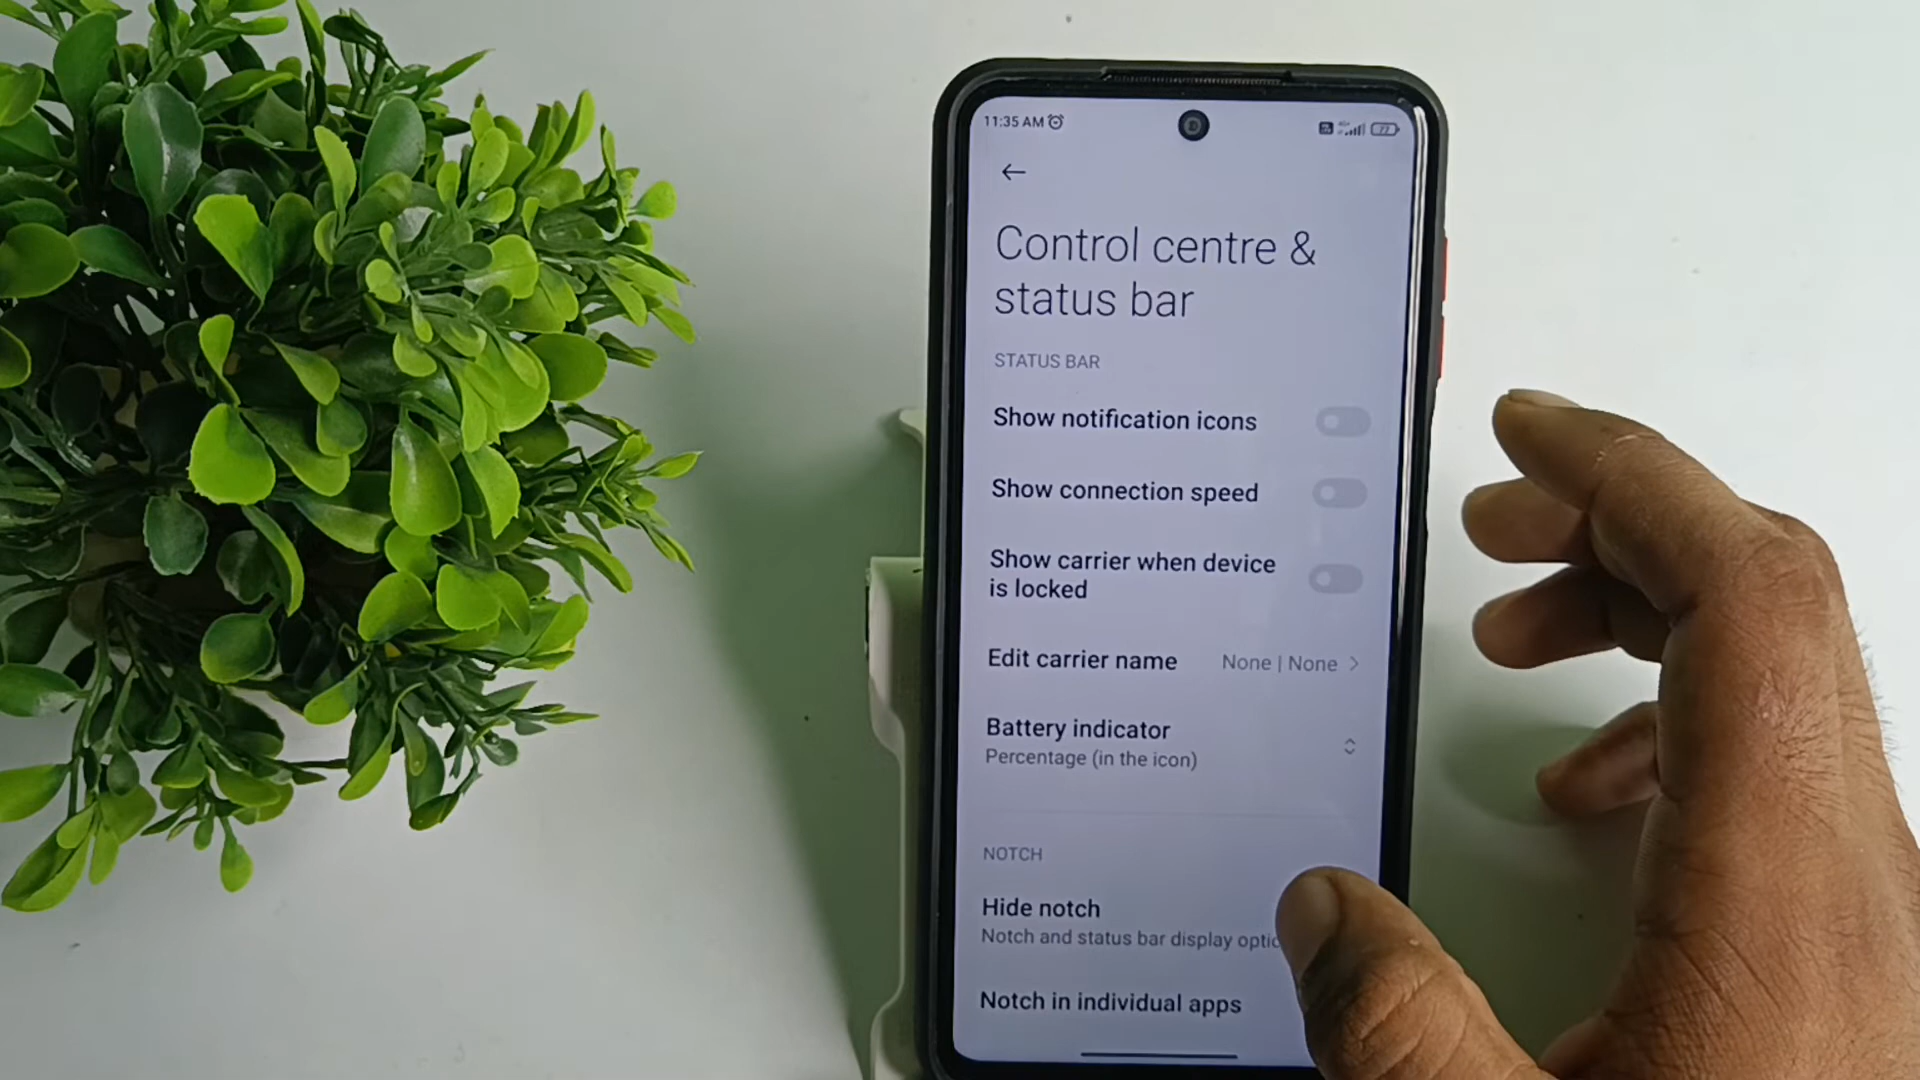 11:35 AM
77
Control centre &
status bar
STATUS BAR
Show notification icons
Show connection speed
Show carrier when device
is locked
Edit carrier name None | None
Battery indicator
Percentage (in the icon)
NOTCH
Hide notch
Notch and status bar display
Notch in individual apps